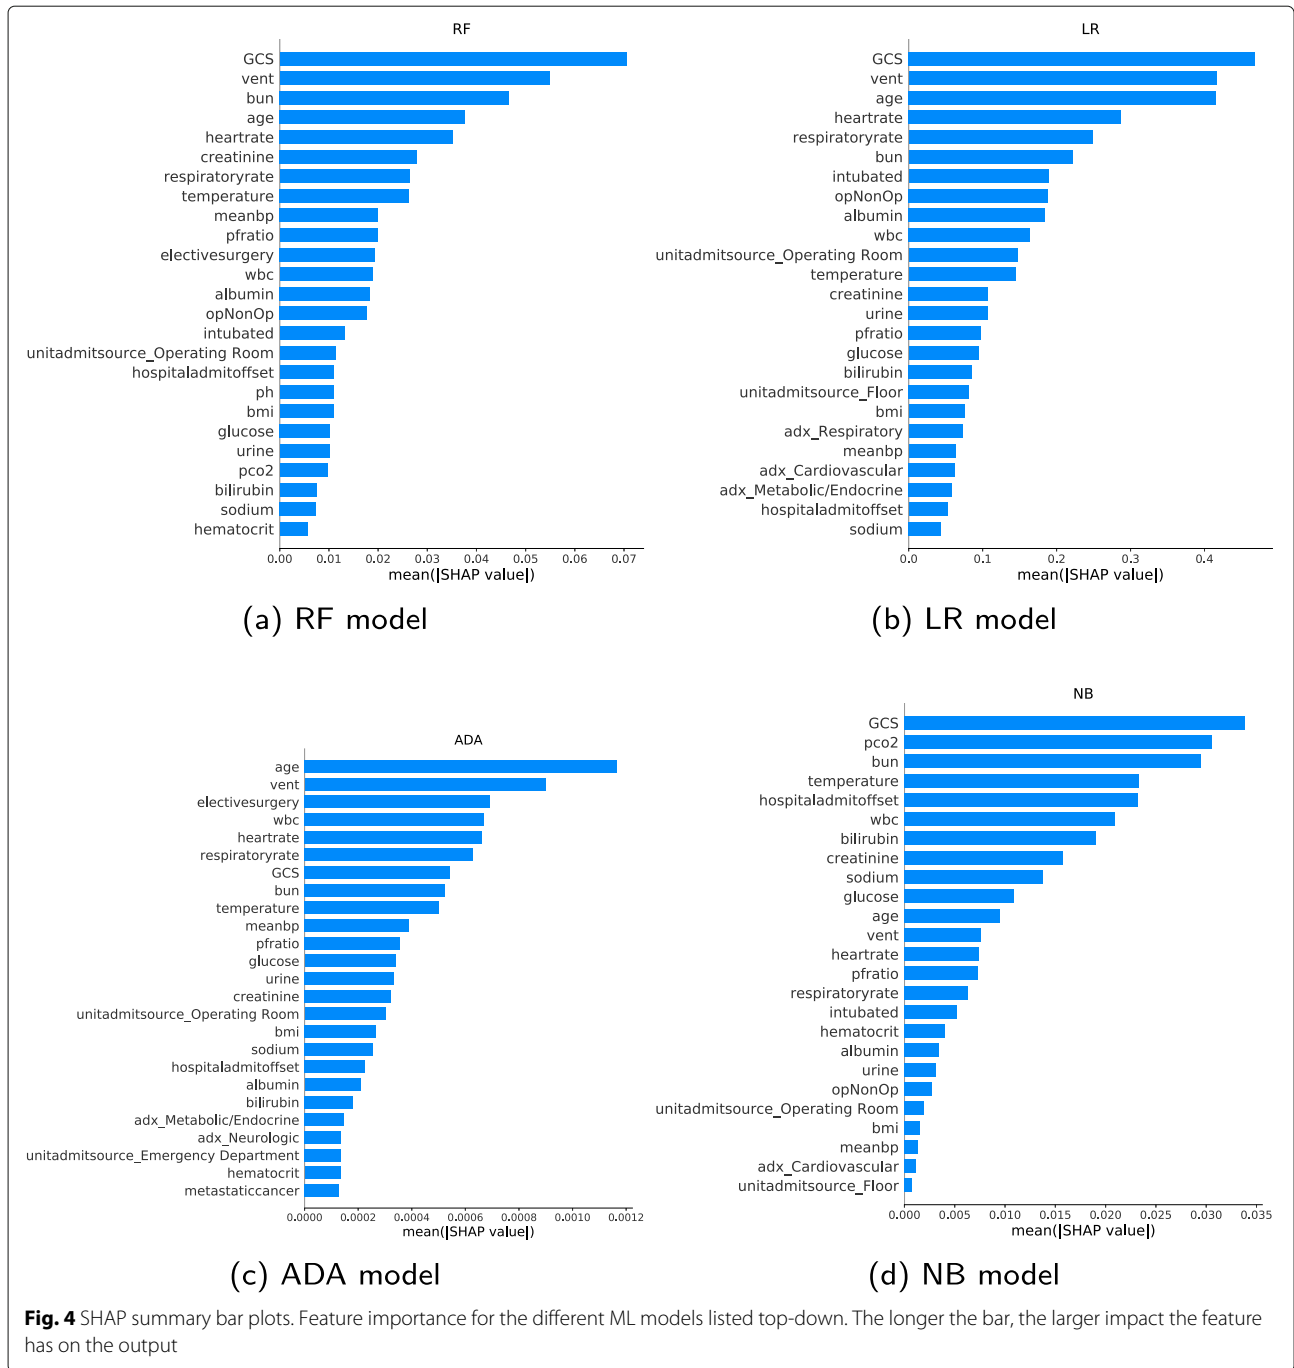 RF
GCS
vent
bun
age
heartrate
creatinine
respiratoryrate
temperature
meanbp
pfratio
electivesurgery
wbc
albumin
opNonOp
intubated
unitadmitsource_Operating Room
hospitaladmitoffset
ph
bmi
glucose
urine
pco2
bilirubin
sodium
hematocrit
0.00 0.01 0.02 0.03 0.04 0.05 0.06 0.07
mean(|SHAP value|)
(a) RF model
LR
GCS
vent
age
heartrate
respiratoryrate
bun
intubated
opNonOp
albumin
wbc
unitadmitsource_Operating Room
temperature
creatinine
urine
pfratio
glucose
bilirubin
unitadmitsource_Floor
bmi
adx_Respiratory
meanbp
adx_Cardiovascular
adx_Metabolic/Endocrine
hospitaladmitoffset
sodium
0.0 0.1 0.2 0.3 0.4
mean(|SHAP value|)
(b) LR model
ADA
age
vent
electivesurgery
wbc
heartrate
respiratoryrate
GCS
bun
temperature
meanbp
pfratio
glucose
urine
creatinine
unitadmitsource_Operating Room
bmi
sodium
hospitaladmitoffset
albumin
bilirubin
adx_Metabolic/Endocrine
adx_Neurologic
unitadmitsource_Emergency Department
hematocrit
metastaticcancer
0.0000 0.0002 0.0004 0.0006 0.0008 0.0010 0.0012
mean(|SHAP value|)
(c) ADA model
NB
GCS
pco2
bun
temperature
hospitaladmitoffset
wbc
bilirubin
creatinine
sodium
glucose
age
vent
heartrate
pfratio
respiratoryrate
intubated
hematocrit
albumin
urine
opNonOp
unitadmitsource_Operating Room
bmi
meanbp
adx_Cardiovascular
unitadmitsource_Floor
0.000 0.005 0.010 0.015 0.020 0.025 0.030 0.035
mean(|SHAP value|)
(d) NB model
Fig. 4 SHAP summary bar plots. Feature importance for the different ML models listed top-down. The longer the bar, the larger impact the feature
has on the output